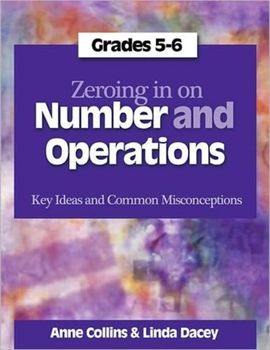 Grades 5-6
Zeroing in on
Number and
Operations
Key Ideas and Common Misconceptions
Anne Collins & Linda Dacey